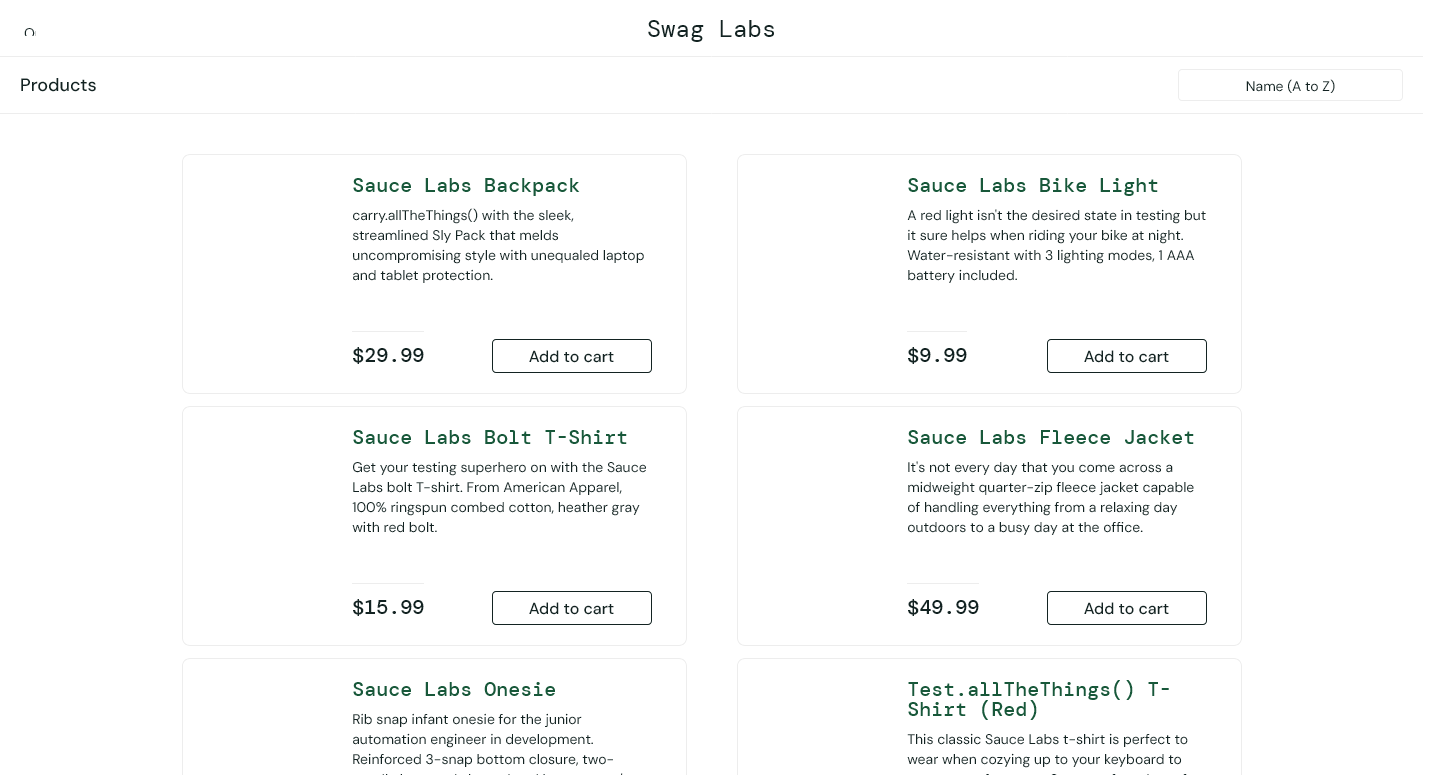 Swag Labs
Products
Name (A to Z)
Sauce Labs Backpack
carry.allTheThings() with the sleek,
streamlined Sly Pack that melds
uncompromising style with unequaled laptop
and tablet protection.
$29.99
Add to cart
Sauce Labs Bike Light
A red light isn't the desired state in testing but
it sure helps when riding your bike at night.
Water-resistant with 3 lighting modes, 1 AAA
battery included.
$9.99
Add to cart
Sauce Labs Bolt T-Shirt
Get your testing superhero on with the Sauce
Labs bolt T-shirt. From American Apparel,
100% ringspun combed cotton, heather gray
with red bolt.
$15.99
Add to cart
Sauce Labs Fleece Jacket
It's not every day that you come across a
midweight quarter-zip fleece jacket capable
of handling everything from a relaxing day
outdoors to a busy day at the office.
$49.99
Add to cart
Sauce Labs Onesie
Rib snap infant onesie for the junior
automation engineer in development.
Reinforced 3-snap bottom closure, two-
Test.allTheThings() T-
Shirt (Red)
This classic Sauce Labs t-shirt is perfect to
wear when cozying up to your keyboard to